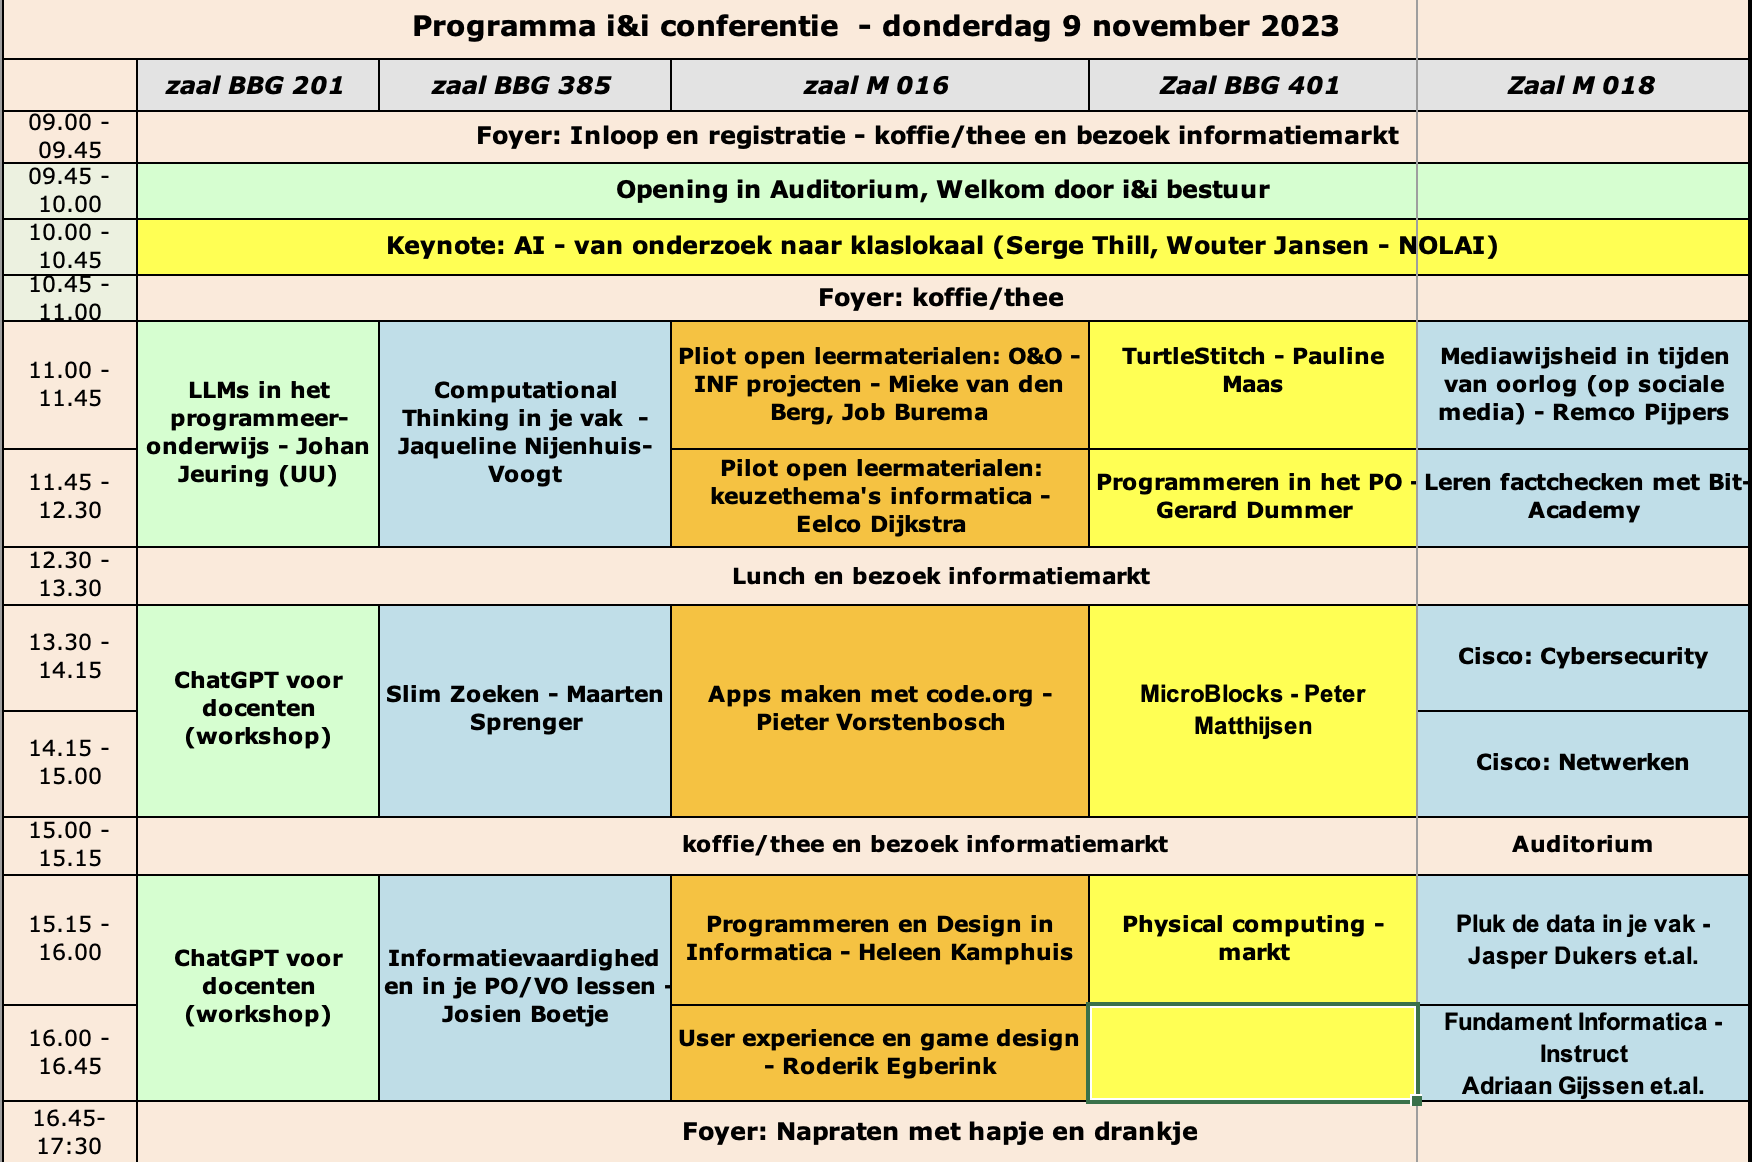 Programma i&i conferentie - donderdag 9 november 2023
zaal BBG 201
zaal BBG 385
zaal M 016
Zaal BBG 401
Zaal M 018
09.00 -
09.45
Foyer: Inloop en registratie - koffie/thee en bezoek informatiemarkt
09.45 -
10.00
Opening in Auditorium, Welkom door i&i bestuur
10.00 -
10.45
Keynote: AI - van onderzoek naar klaslokaal (Serge Thill, Wouter Jansen - NOLAI)
10.45 -
11.00
Foyer: koffie/thee
11.00 -
11.45
LLMs in het
programmeer-
onderwijs - Johan
Jeuring (UU)
Computational
Thinking in je vak -
Jaqueline Nijenhuis-
Voogt
Pliot open leermaterialen: O&O -
INF projecten - Mieke van den
Berg, Job Burema
TurtleStitch - Pauline
Maas
Mediawijsheid in tijden
van oorlog (op sociale
media) - Remco Pijpers
11.45 -
12.30
Pilot open leermaterialen:
keuzethema's informatica -
Eelco Dijkstra
Programmeren in het PO -
Gerard Dummer
Leren factchecken met Bit-
Academy
12.30 -
13.30
Lunch en bezoek informatiemarkt
13.30 -
14.15
ChatGPT voor
docenten
(workshop)
Slim Zoeken - Maarten
Sprenger
Apps maken met code.org -
Pieter Vorstenbosch
MicroBlocks - Peter
Matthijsen
Cisco: Cybersecurity
14.15 -
15.00
Cisco: Netwerken
15.00 -
15.15
koffie/thee en bezoek informatiemarkt
Auditorium
15.15 -
16.00
ChatGPT voor
docenten
(workshop)
Informatievaardighed
en in je PO/VO lessen -
Josien Boetje
Programmeren en Design in
Informatica - Heleen Kamphuis
Physical computing -
markt
Pluk de data in je vak -
Jasper Dukers et.al.
16.00 -
16.45
User experience en game design
- Roderik Egberink
Fundament Informatica -
Instruct
Adriaan Gijssen et.al.
16.45-
17:30
Foyer: Napraten met hapje en drankje